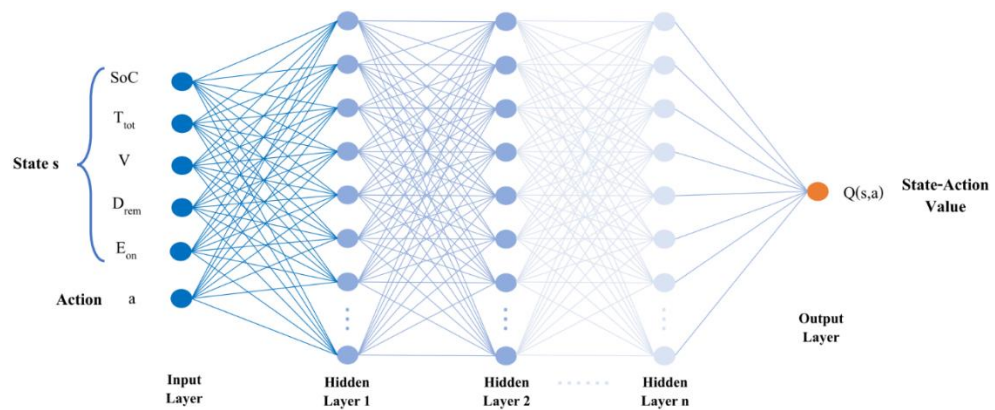 SoC
T_tot
State s
V
D_rem
E_on
Action a
Q(s,a)
State-Action
Value
Output
Layer
Input
Layer
Hidden
Layer 1
Hidden
Layer 2
......
Hidden
Layer n